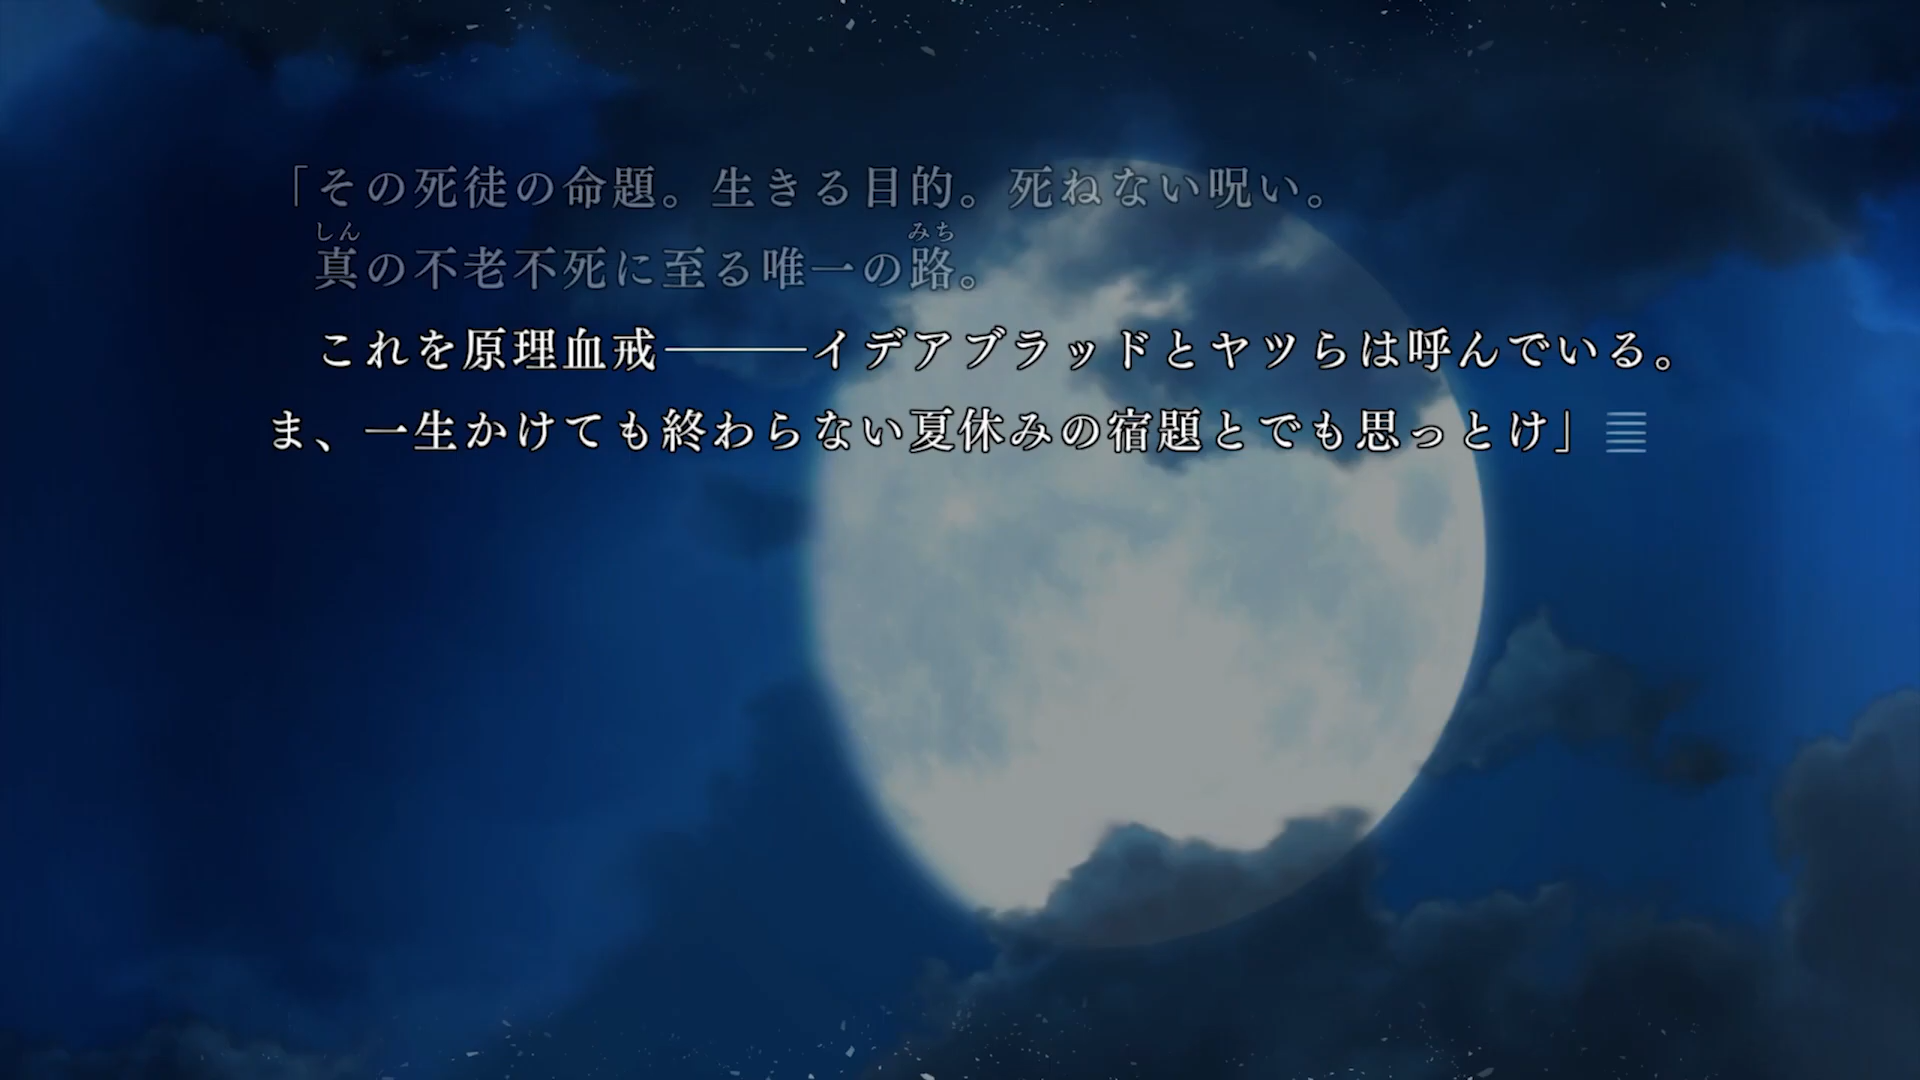 「その死徒の命題。生きる目的。死ねない呪い。
真の不老不死に至る唯一の路。
これを原理血戒―――イデアブラッドとヤツらは呼んでいる。
ま、一生かけても終わらない夏休みの宿題とでも思っとけ」